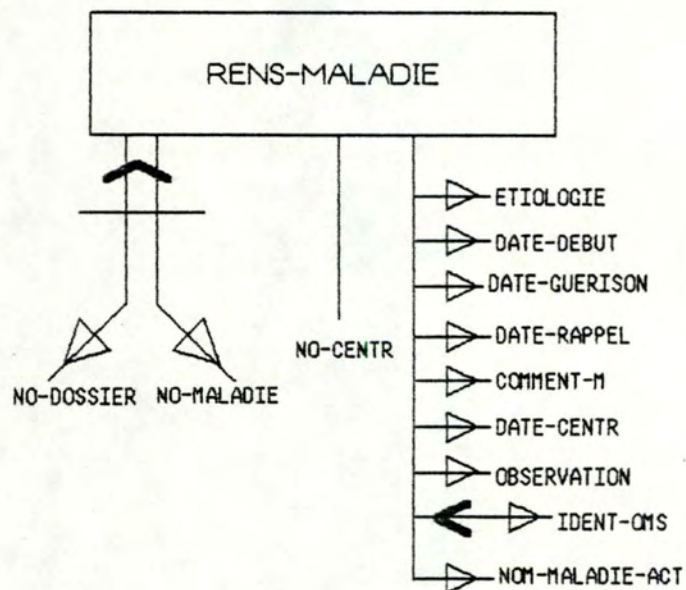 RENS-MALADIE
ETIOLOGIE
DATE-DEBUT
DATE-GUERISON
DATE-RAPPEL
NO-CENTR
COMMENT-M
NO-DOSSIER NO-MALADIE
DATE-CENTR
OBSERVATION
IDENT-OMS
NOM-MALADIE-ACT